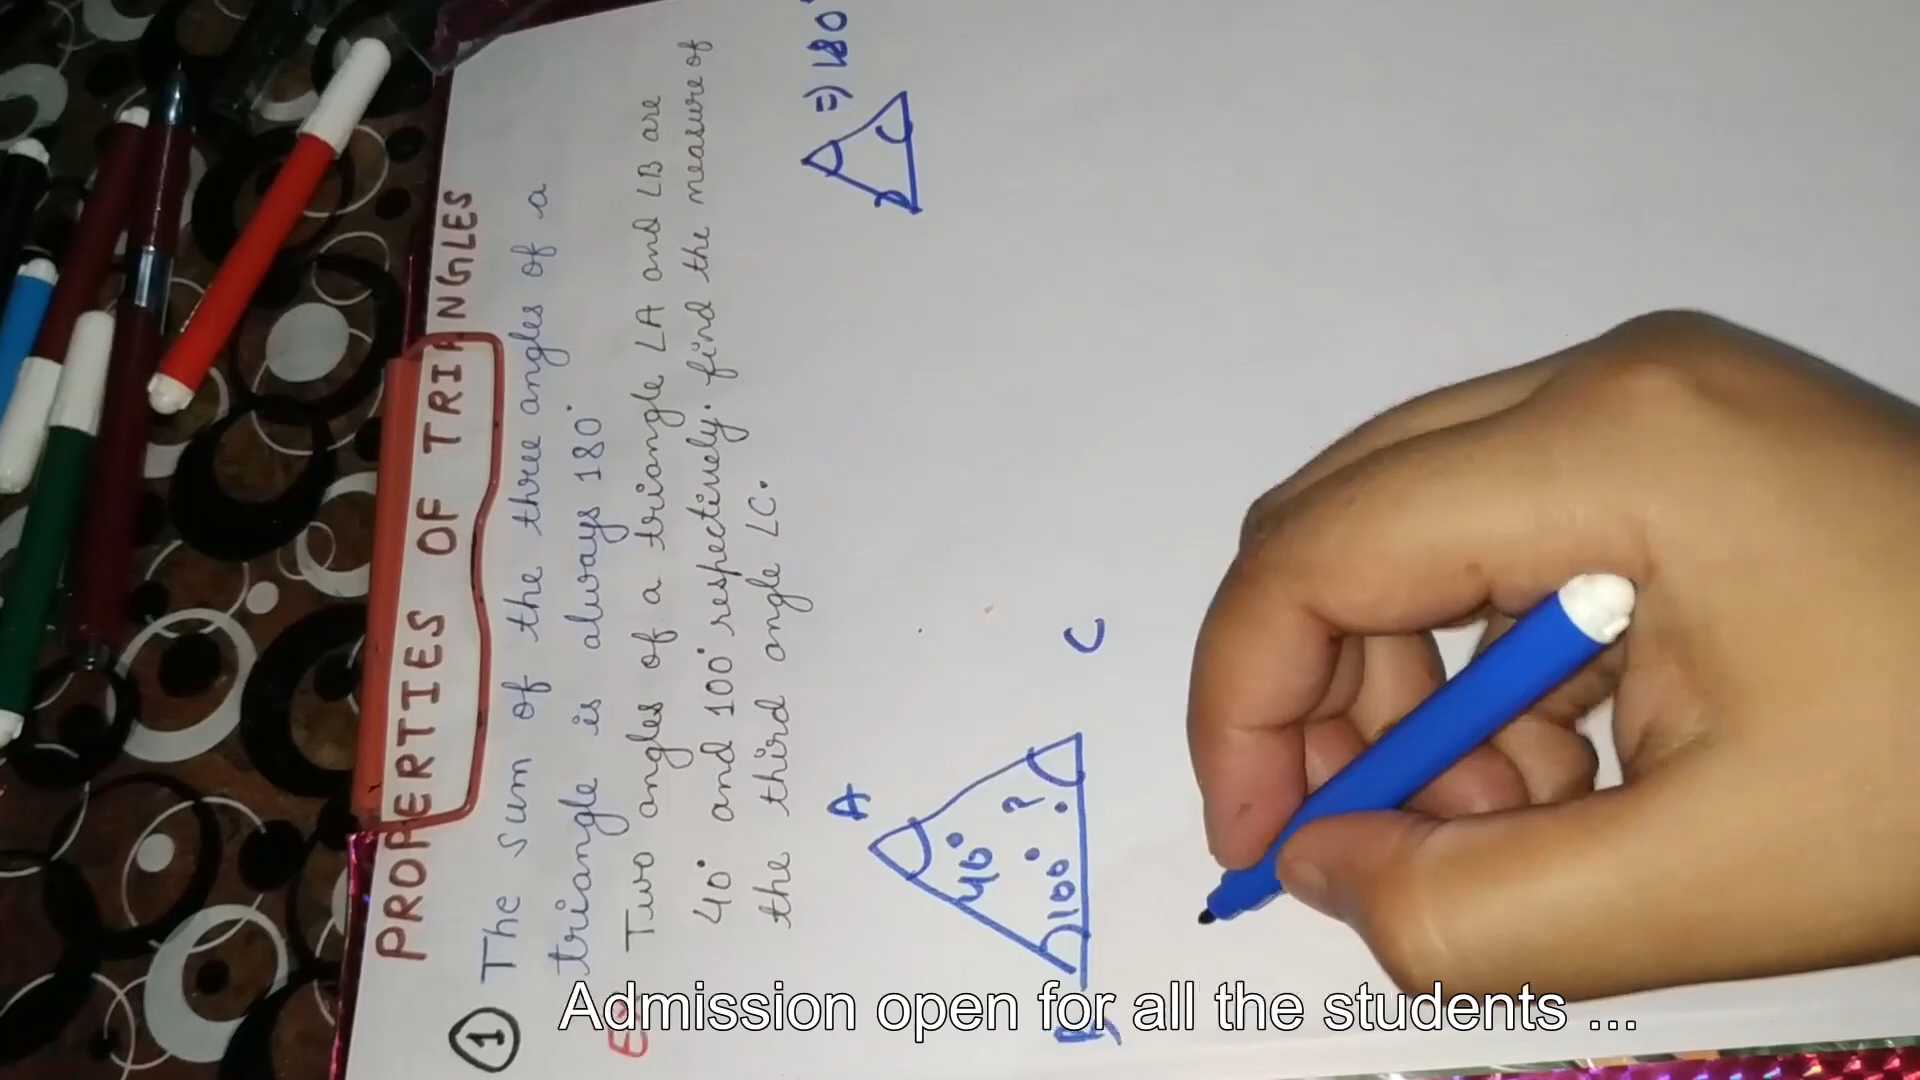 PROPERTIES OF TRIANGLES
1 The sum of the three angles of a
triangle is always 180°
Ex Two angles of a triangle ∠A and ∠B are
40° and 100° respectively. find the measure of
the third angle ∠C.
=) 180°
A
40°
100°
?
B
C
Admission open for all the students ...